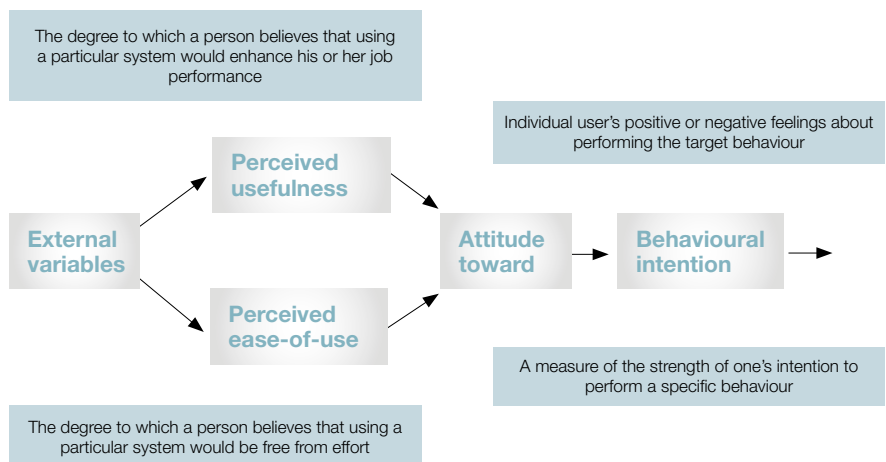 The degree to which a person believes that using
a particular system would enhance his or her job
performance
Individual user's positive or negative feelings about
performing the target behaviour
Perceived
usefulness
External
variables
Attitude
toward
Behavioural
intention
Perceived
ease-of-use
A measure of the strength of one's intention to
perform a specific behaviour
The degree to which a person believes that using a
particular system would be free from effort